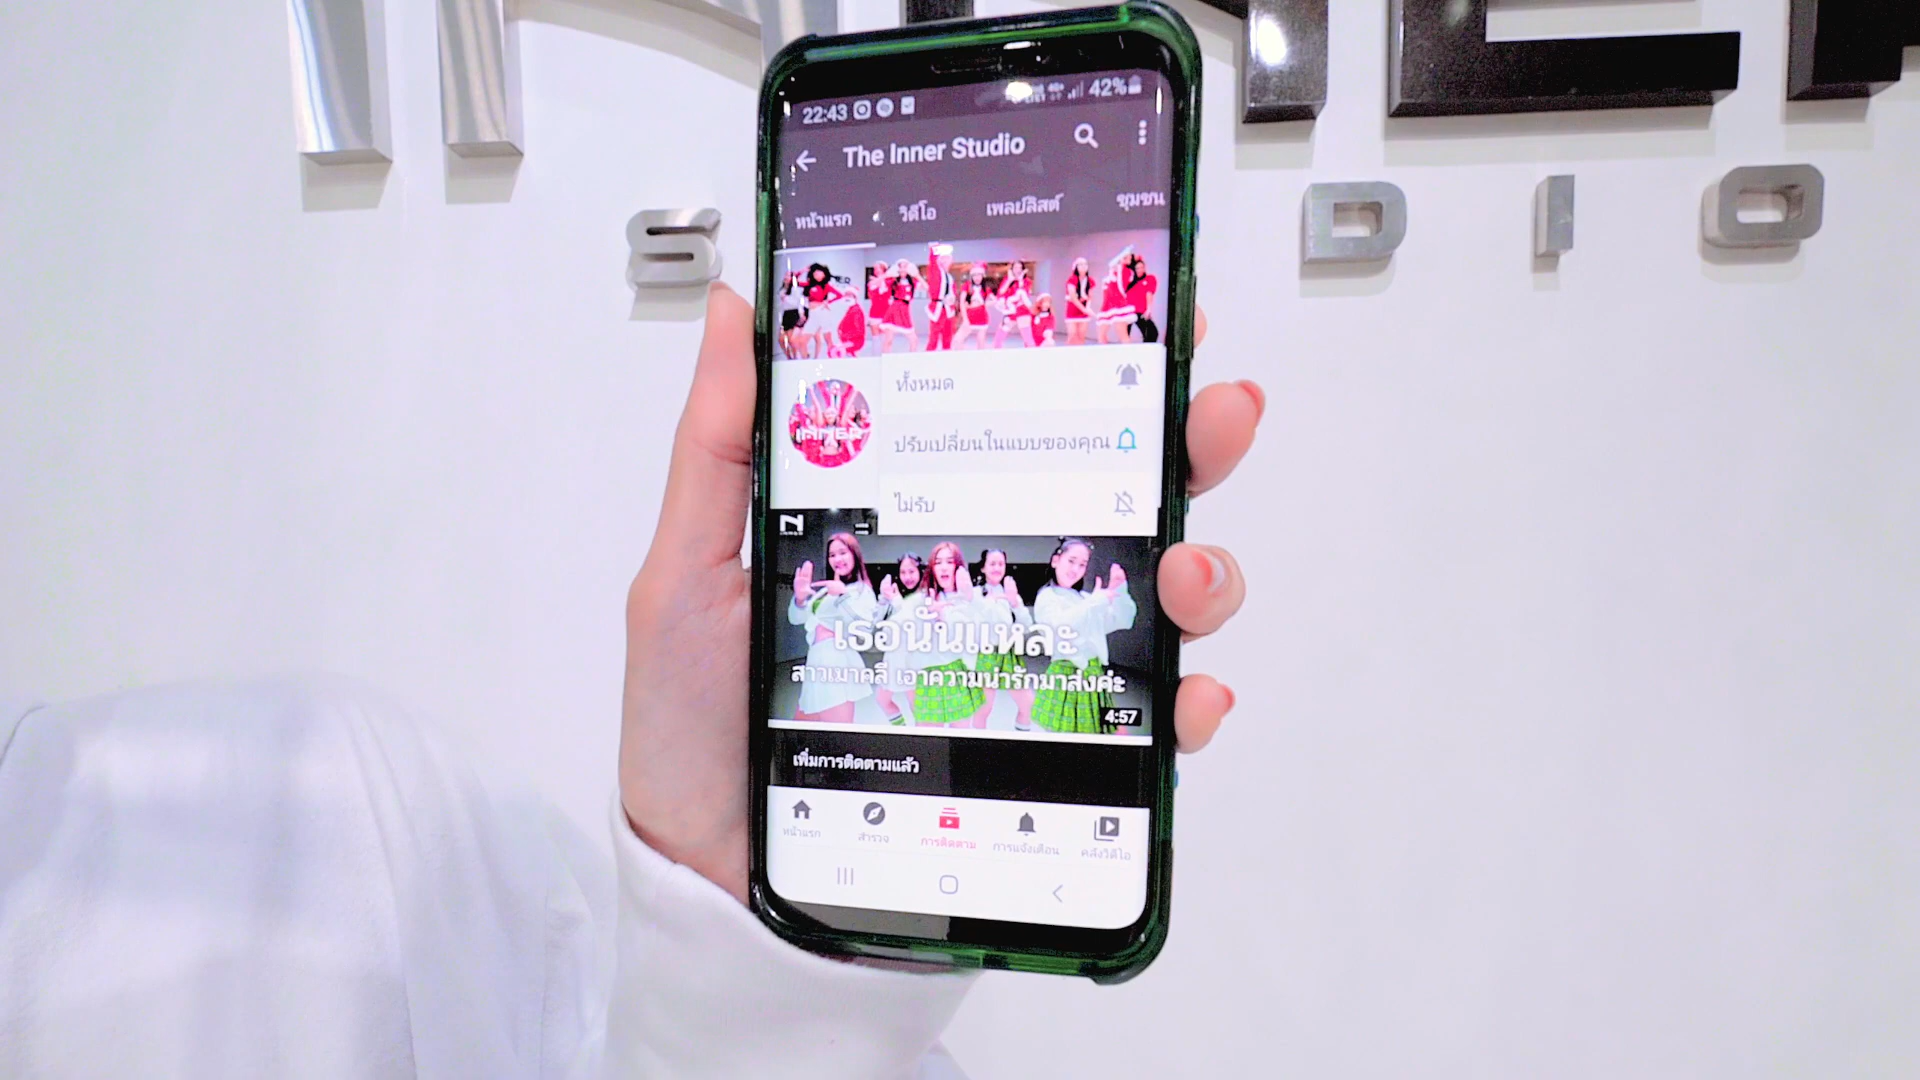 INNER
S DIO
22:43 42%
The Inner Studio
หน้าแรก วิดีโอ เพลย์ลิสต์ ชุมชน
INNER
ทั้งหมด
ปรับเปลี่ยนในแบบของคุณ
ไม่รับ
INNER
เธอนั่นแหละ
สาวเมาคลี เอาความน่ารักมาส่งค่ะ
4:57
เพิ่มการติดตามแล้ว
หน้าแรก สำรวจ การติดตาม การแจ้งเตือน คลังวิดีโอ